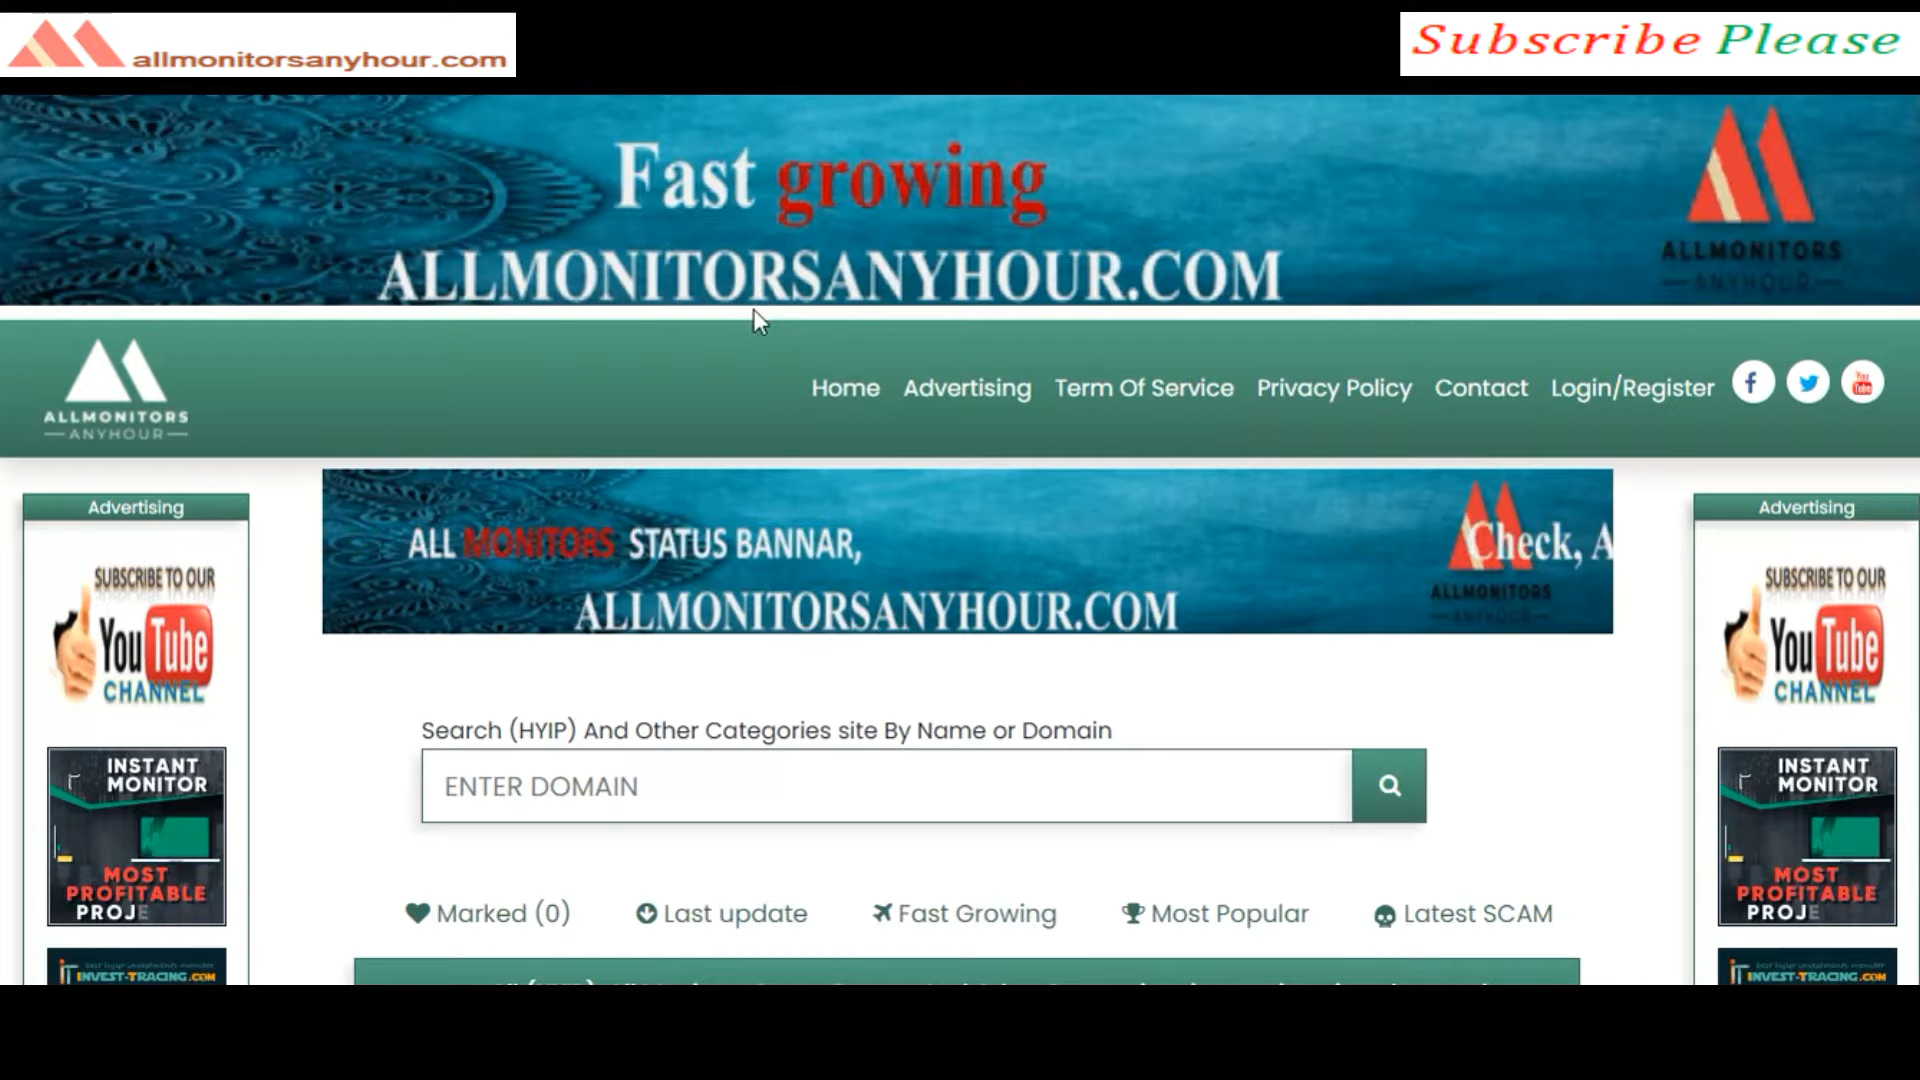 allmonitorsanyhour.com
Subscribe Please
Fast growing
ALLMONITORSANYHOUR.COM
ALLMONITORS
ANYHOUR
ALLMONITORS
ANYHOUR
Home Advertising Term Of Service Privacy Policy Contact Login/Register
You
Tube
Advertising
ALL MONITORS STATUS BANNAR,
Check, A
ALLMONITORSANYHOUR.COM
ALLMONITORS
Advertising
SUBSCRIBE TO OUR
YouTube
CHANNEL
SUBSCRIBE TO OUR
YouTube
CHANNEL
Search (HYIP) And Other Categories site By Name or Domain
ENTER DOMAIN
INSTANT
MONITOR
MOST
PROFITABLE
PROJE
INSTANT
MONITOR
MOST
PROFITABLE
PROJE
Marked (0) Last update Fast Growing Most Popular Latest SCAM
INVEST-TRACING.COM
INVEST-TRACING.COM